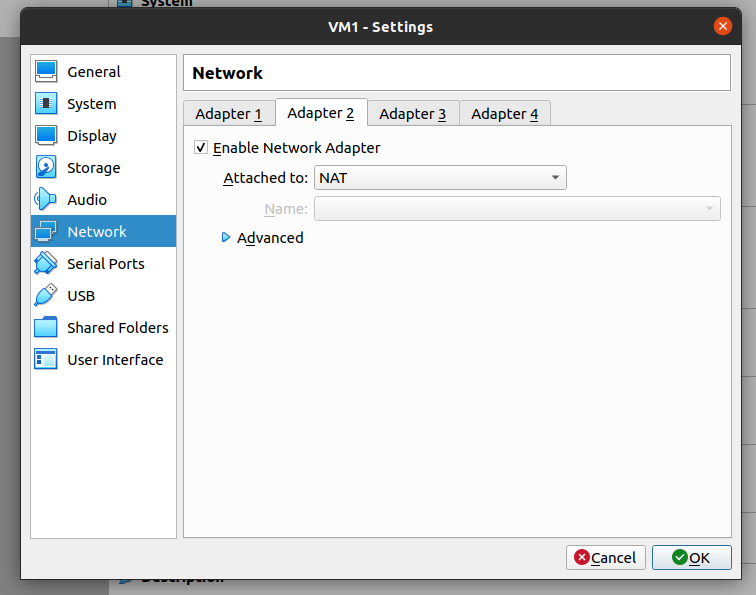 System
VM1 - Settings
General
System
Display
Storage
Audio
Network
Serial Ports
USB
Shared Folders
User Interface
Network
Adapter 1 Adapter 2 Adapter 3 Adapter 4
Enable Network Adapter
Attached to: NAT
Name:
Advanced
Cancel OK
Description